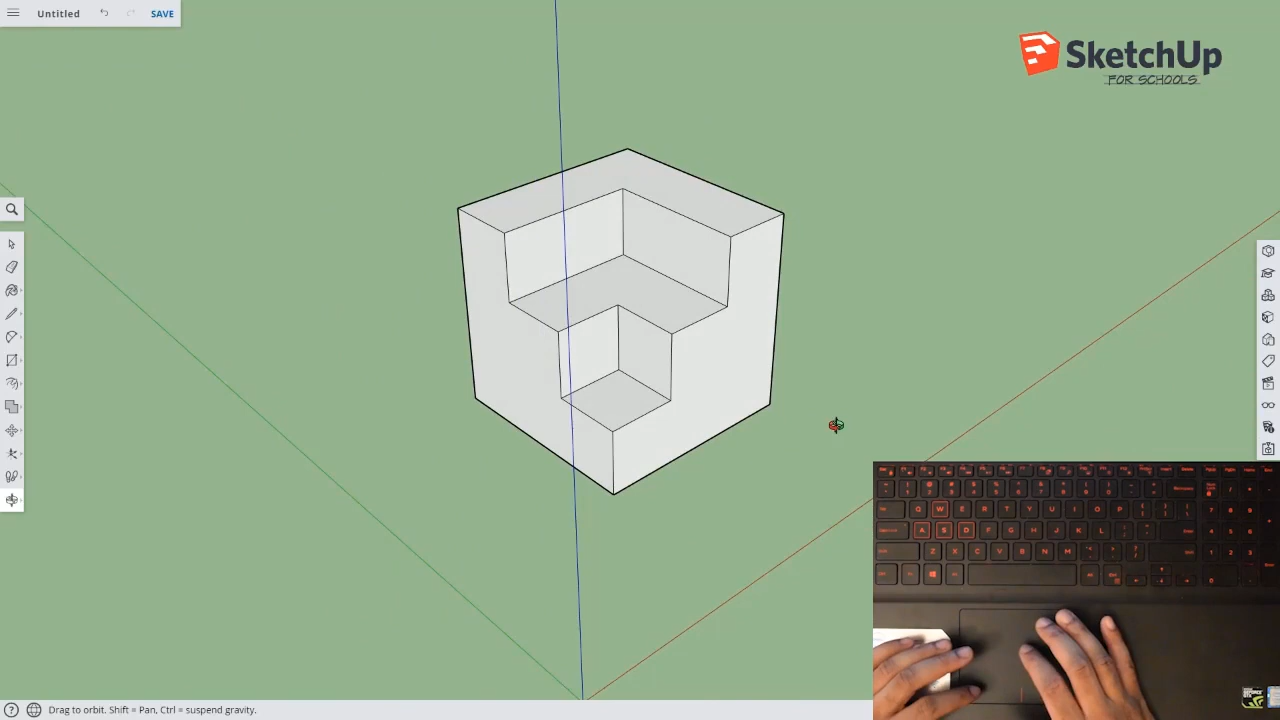 Untitled
SAVE
SketchUp
FOR SCHOOLS
Q W E R T Y U I O P
A S D F G H J K L
Z X C V B N M
Drag to orbit. Shift = Pan, Ctrl = suspend gravity.